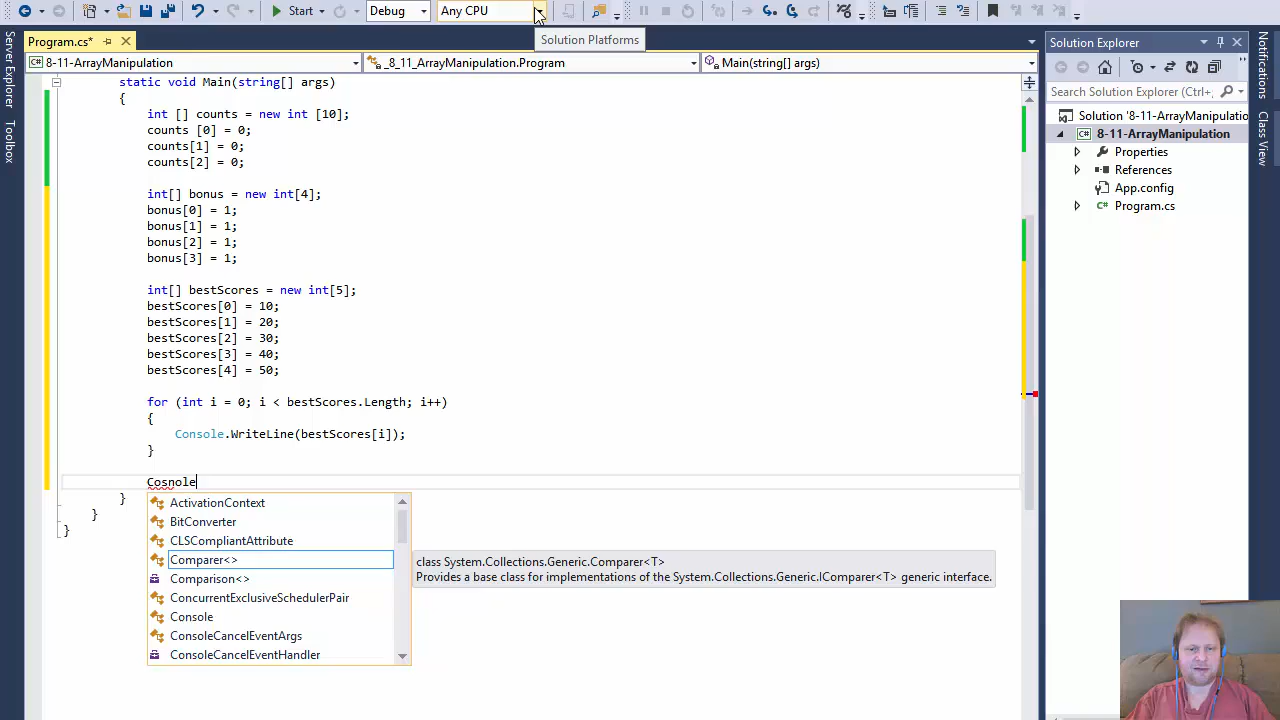 Start
Debug
Any CPU
Solution Platforms
Program.cs*
8-11-ArrayManipulation
_8_11_ArrayManipulation.Program
Main(string[] args)
static void Main(string[] args)
{
int [] counts = new int [10];
counts [0] = 0;
counts[1] = 0;
counts[2] = 0;
int[] bonus = new int[4];
bonus[0] = 1;
bonus[1] = 1;
bonus[2] = 1;
bonus[3] = 1;
int[] bestScores = new int[5];
bestScores[0] = 10;
bestScores[1] = 20;
bestScores[2] = 30;
bestScores[3] = 40;
bestScores[4] = 50;
for (int i = 0; i < bestScores.Length; i++)
{
Console.WriteLine(bestScores[i]);
}
Cosnole
}
}
}
ActivationContext
BitConverter
CLSCompliantAttribute
Comparer<>
Comparison<>
ConcurrentExclusiveSchedulerPair
Console
ConsoleCancelEventArgs
ConsoleCancelEventHandler
class System.Collections.Generic.Comparer<T>
Provides a base class for implementations of the System.Collections.Generic.IComparer<T> generic interface.
Server Explorer
Toolbox
Solution Explorer
Search Solution Explorer (Ctrl+;
Solution '8-11-ArrayManipulatio
C# 8-11-ArrayManipulation
Properties
References
App.config
C# Program.cs
Notifications
Class View